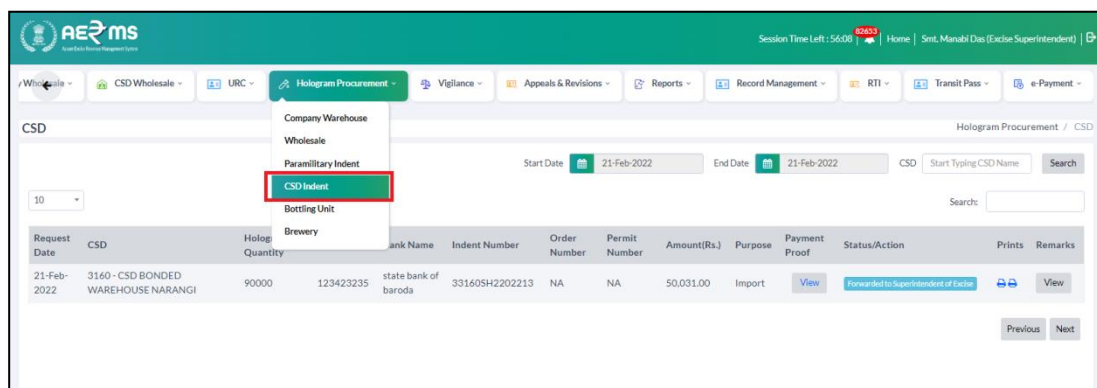 AERMS
Session Time Left : 56:08 82653 Home Smt. Manabi Das (Excise Superintendent)
CSD Wholesale URC Hologram Procurement Vigilance Appeals & Revisions Reports Record Management RTI Transit Pass e-Payment
Company Warehouse
Wholesale
Paramilitary Indent
CSD Indent
Bottling Unit
Brewery
CSD Hologram Procurement / CSD
Start Date 21-Feb-2022 End Date 21-Feb-2022 CSD Start Typing CSD Name Search
10 Search:
Request CSD Quantity Name Indent Number Order Permit Amount(Rs.) Purpose Payment Status/Action Prints Remarks
Date Number Number Proof
21-Feb- 3160 - CSD BONDED 90000 123423235 state bank of 33160SH2202213 NA NA 50,031.00 Import View Forwarded to Superintendent of Excise View
2022 WAREHOUSE NARANGI baroda
Previous Next